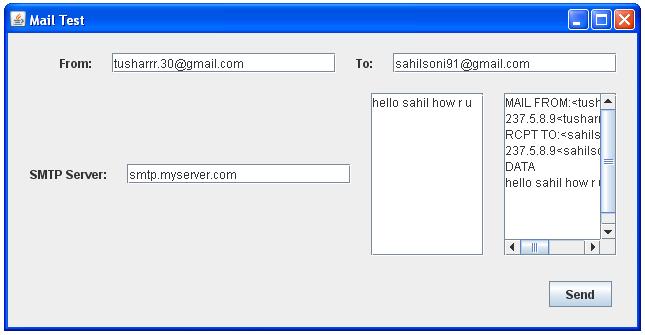 Mail Test
From: tusharrr.30@gmail.com To: sahilsoni91@gmail.com
SMTP Server: smtp.myserver.com
hello sahil how r u
MAIL FROM:<tush
237.5.8.9<tusharr
RCPT TO:<sahils
237.5.8.9<sahilso
DATA
hello sahil how r u
Send